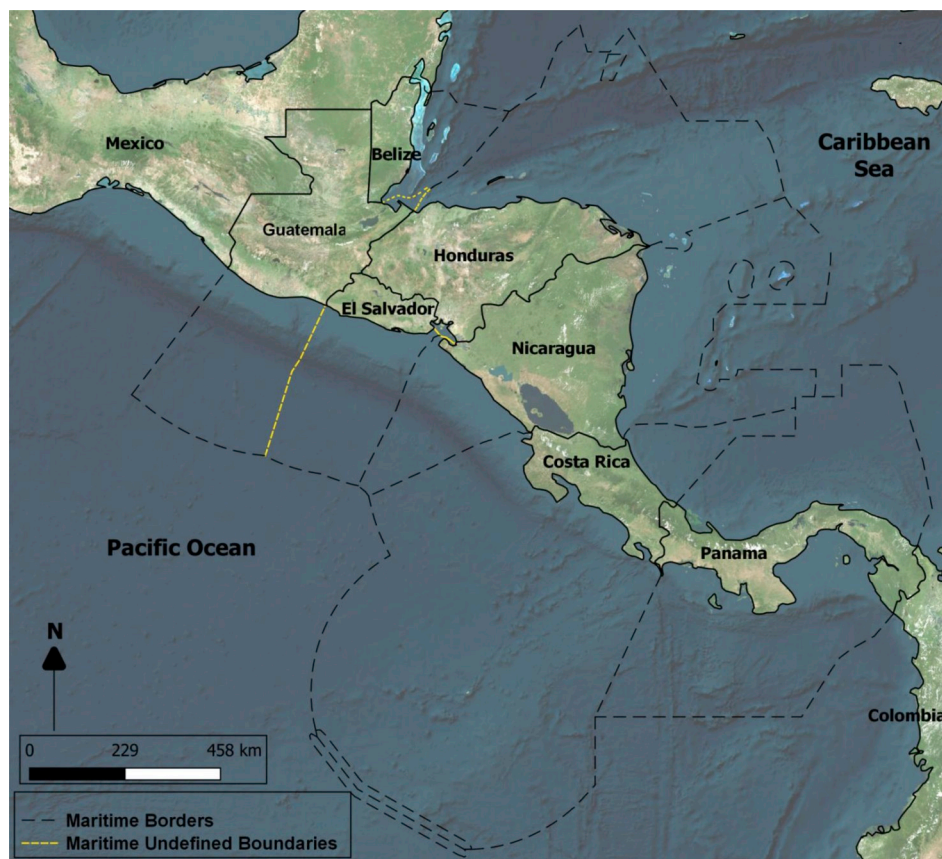 Mexico
Belize
Caribbean
Sea
Guatemala
Honduras
El Salvador
Nicaragua
Costa Rica
Pacific Ocean
Panama
N
Colombia
0 229 458 km
Maritime Borders
Maritime Undefined Boundaries